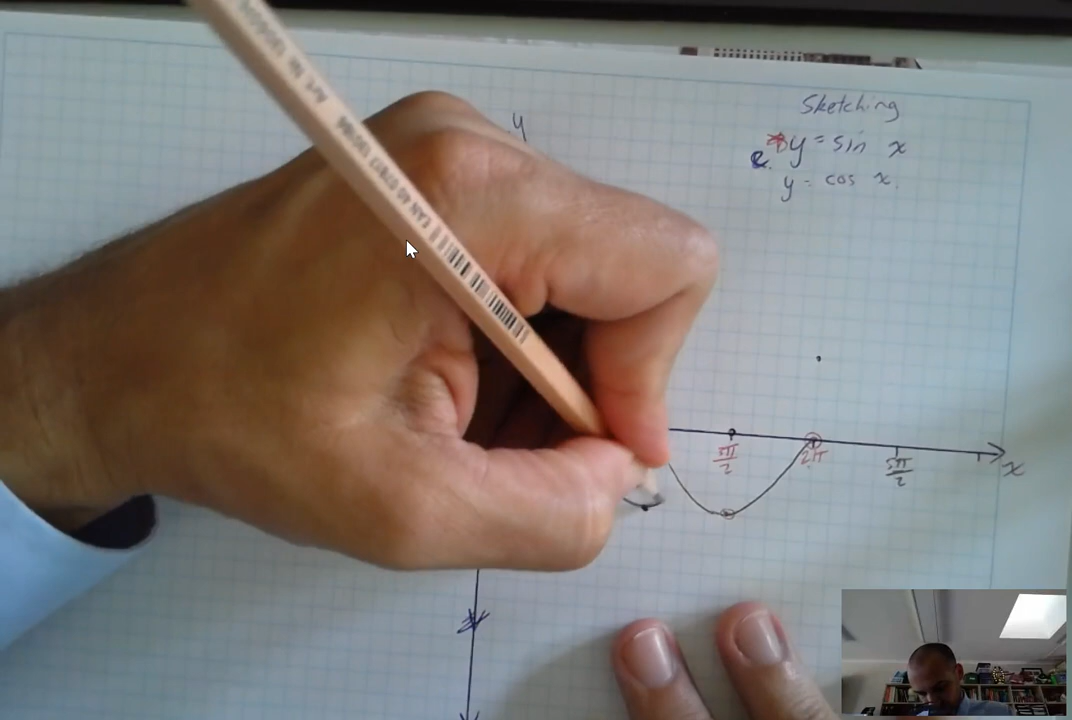 Sketching
y
y = sin x
& y = cos x.
3π/2
2π
5π/2
x